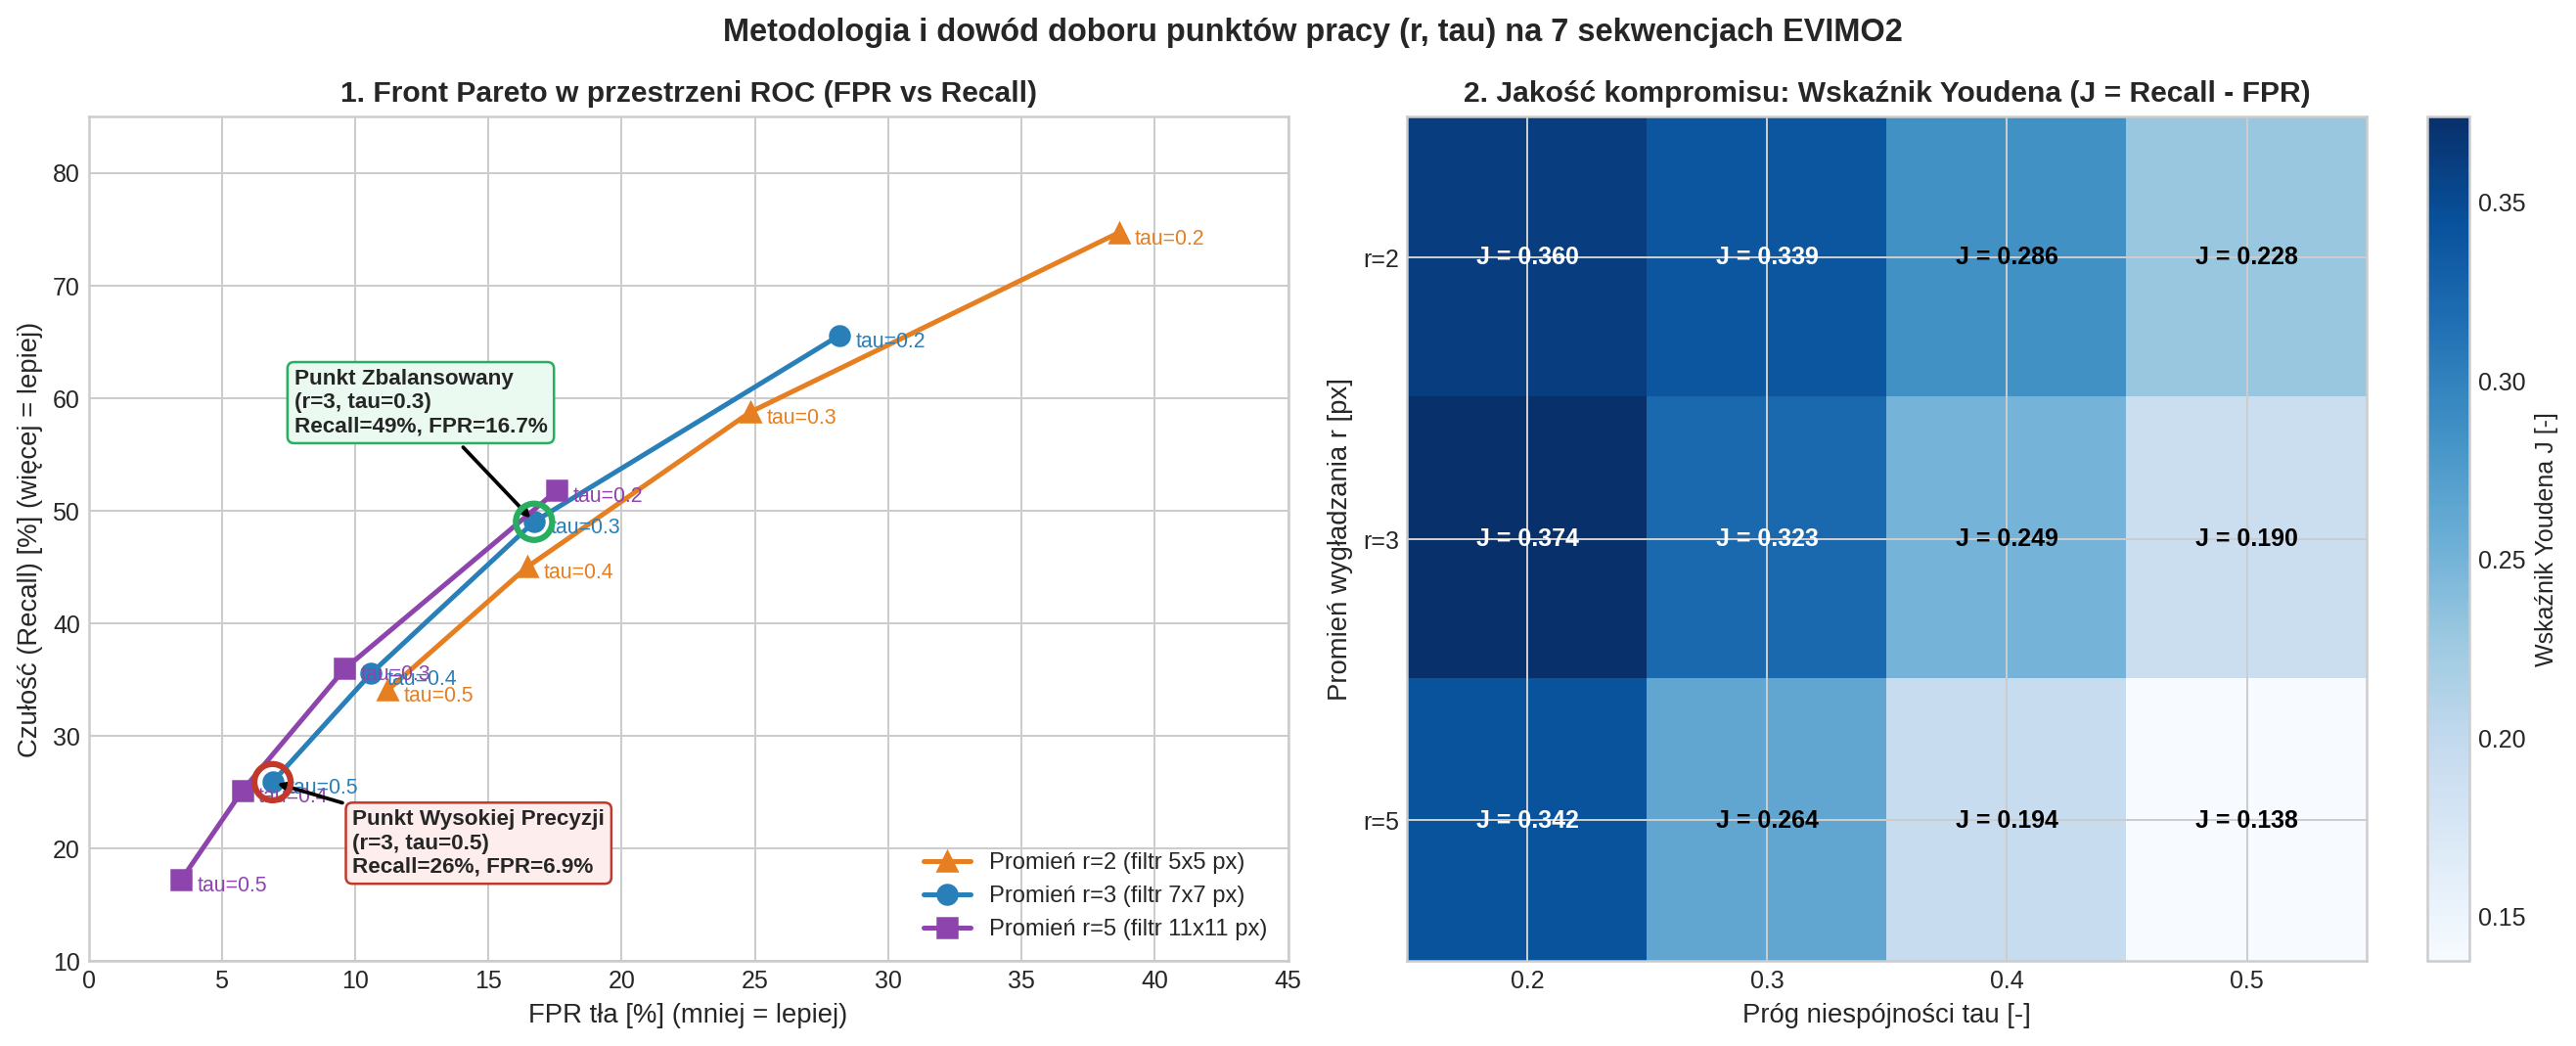 Metodologia i dowód doboru punktów pracy (r, tau) na 7 sekwencjach EVIMO2
1. Front Pareto w przestrzeni ROC (FPR vs Recall)
Czułość (Recall) [%] (więcej = lepiej)
80
70
60
50
40
30
20
10
0
5
10
15
20
25
30
35
40
45
FPR tła [%] (mniej = lepiej)
tau=0.2
tau=0.3
tau=0.4
tau=0.5
tau=0.2
tau=0.3
tau=0.4
tau=0.5
tau=0.2
tau=0.3
tau=0.4
tau=0.5
Punkt Zbalansowany
(r=3, tau=0.3)
Recall=49%, FPR=16.7%
Punkt Wysokiej Precyzji
(r=3, tau=0.5)
Recall=26%, FPR=6.9%
Promień r=2 (filtr 5x5 px)
Promień r=3 (filtr 7x7 px)
Promień r=5 (filtr 11x11 px)
2. Jakość kompromisu: Wskaźnik Youdena (J = Recall - FPR)
Promień wygładzania r [px]
r=2
J = 0.360
J = 0.339
J = 0.286
J = 0.228
r=3
J = 0.374
J = 0.323
J = 0.249
J = 0.190
r=5
J = 0.342
J = 0.264
J = 0.194
J = 0.138
0.2
0.3
0.4
0.5
Próg niespójności tau [-]
0.35
0.30
0.25
0.20
0.15
Wskaźnik Youdena J [-]